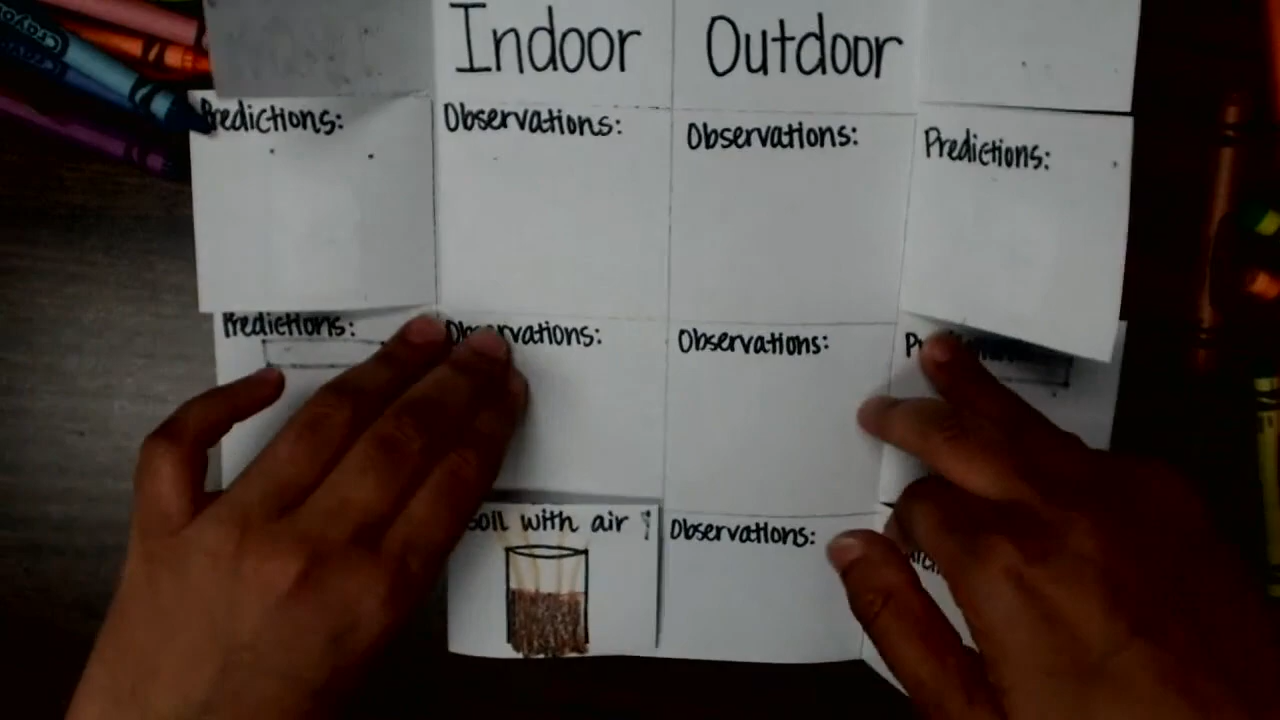 Indoor Outdoor
Predictions: Observations: Observations: Predictions:
Predictions: Observations: Observations:
soil with air Observations: